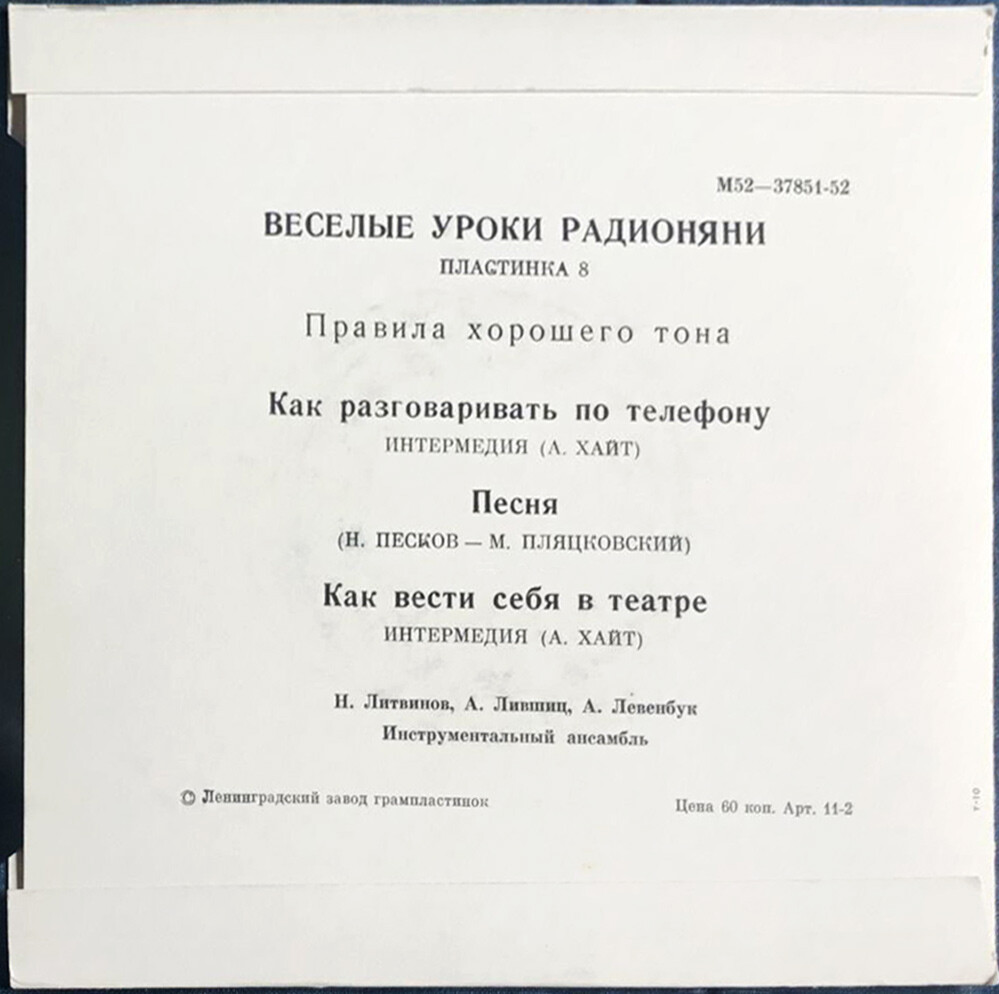 М52—37851-52
ВЕСЕЛЫЕ УРОКИ РАДИОНЯНИ
ПЛАСТИНКА 8
Правила хорошего тона
Как разговаривать по телефону
ИНТЕРМЕДИЯ (А. ХАЙТ)
Песня
(Н. ПЕСКОВ — М. ПЛЯЦКОВСКИЙ)
Как вести себя в театре
ИНТЕРМЕДИЯ (А. ХАЙТ)
Н. Литвинов, А. Лившиц, А. Левенбук
Инструментальный ансамбль
© Ленинградский завод грампластинок
Цена 60 коп. Арт. 11-2